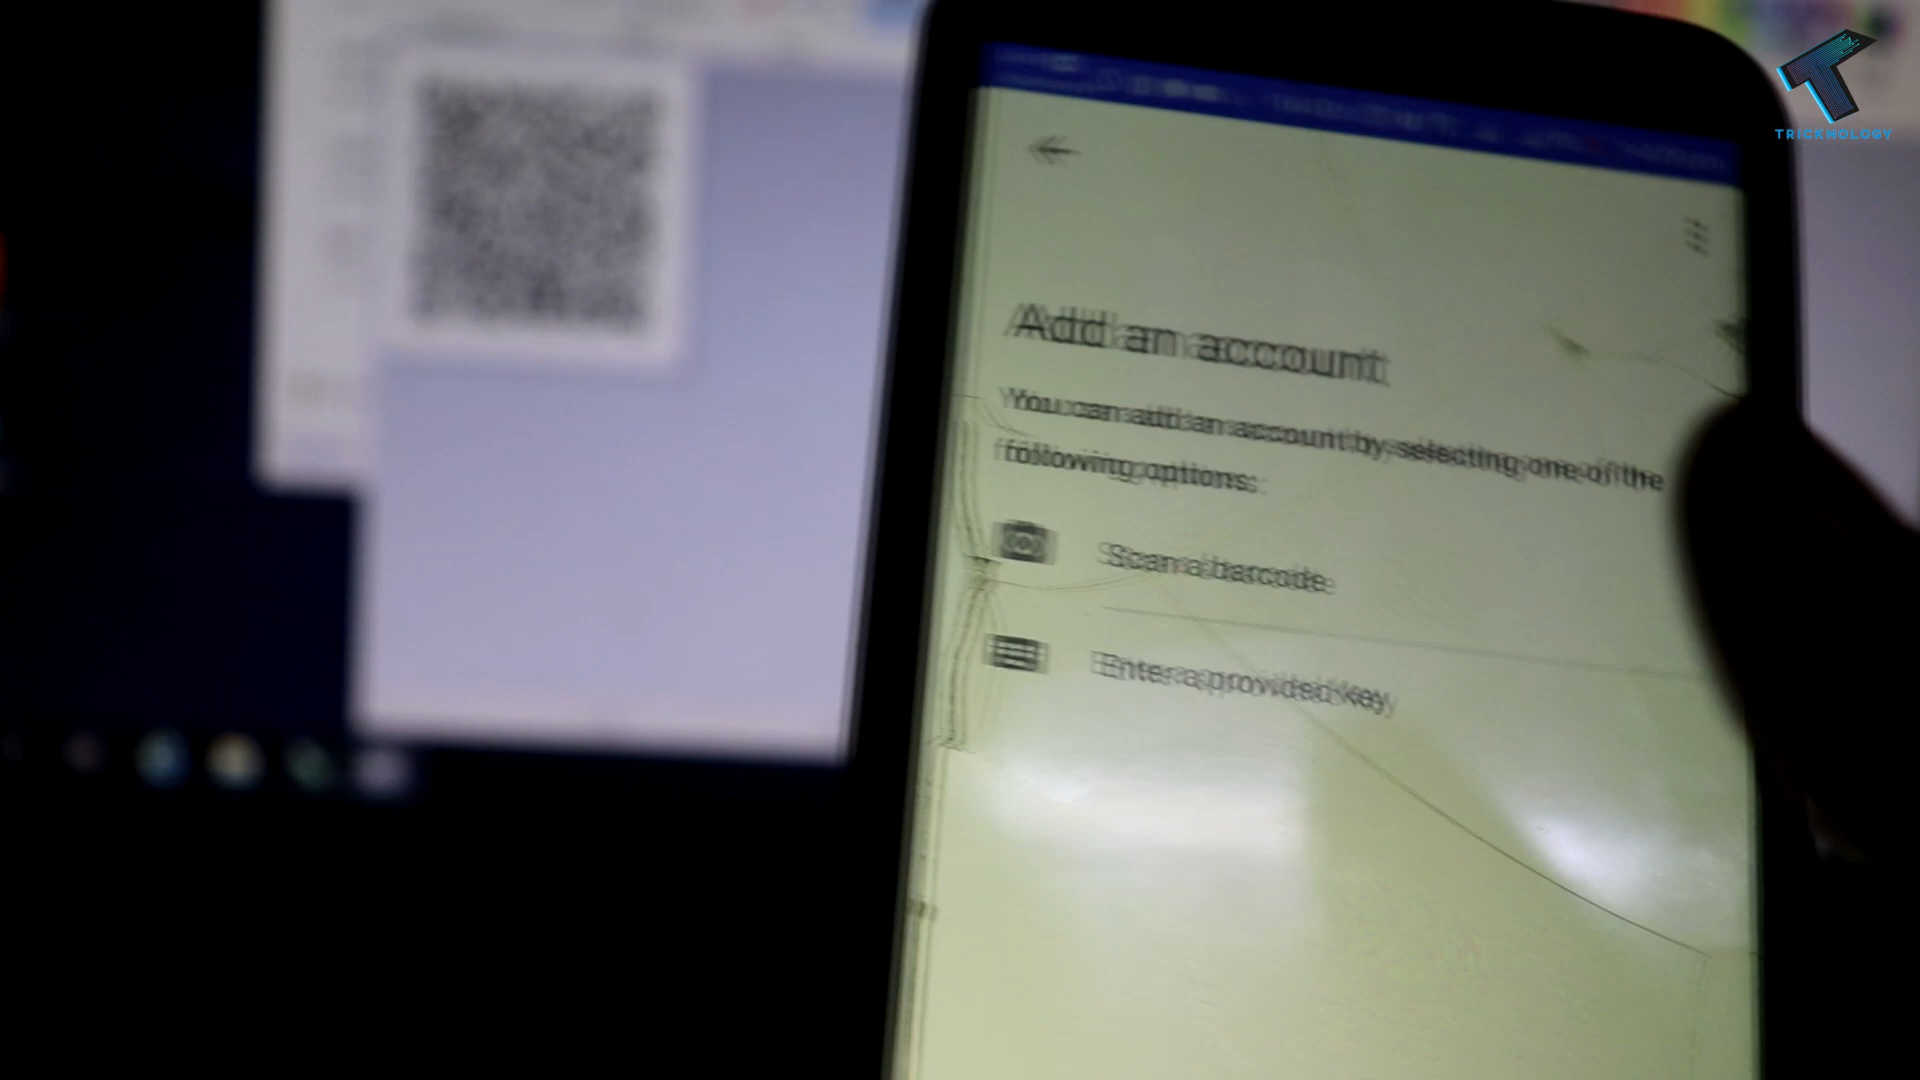 TRICKNOLOGY
Add an account
You can add an account by selecting one of the
following options:
Scan a barcode
Enter a provided key